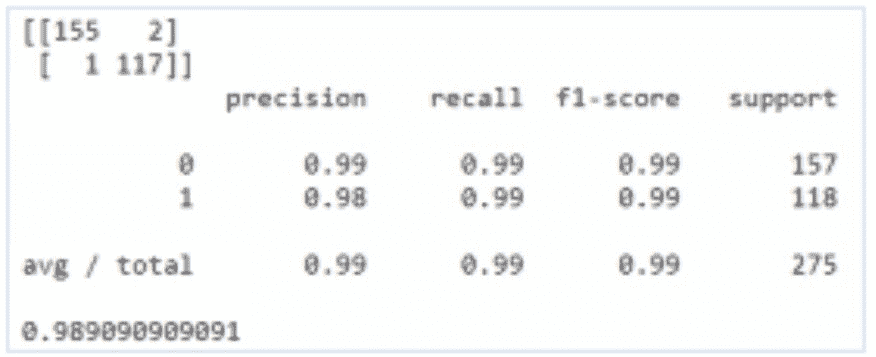 [[155 2]
[ 1 117]]
precision recall f1-score support
0 0.99 0.99 0.99 157
1 0.98 0.99 0.99 118
avg / total 0.99 0.99 0.99 275
0.989090909091